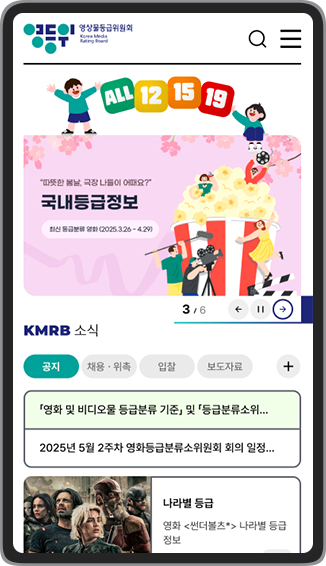 영등위 영상물등급위원회
Korea Media
Rating Board
ALL 12 15 19
"따뜻한 봄날, 극장 나들이 어때요?"
국내등급정보
최신 등급분류 영화 (2025.3.26 ~ 4.29)
3 / 6
KMRB 소식
공지 채용·위촉 입찰 보도자료
「영화 및 비디오물 등급분류 기준」 및 「등급분류소위...
2025년 5월 2주차 영화등급분류소위원회 회의 일정...
나라별 등급
영화 <썬더볼츠*> 나라별 등급
정보